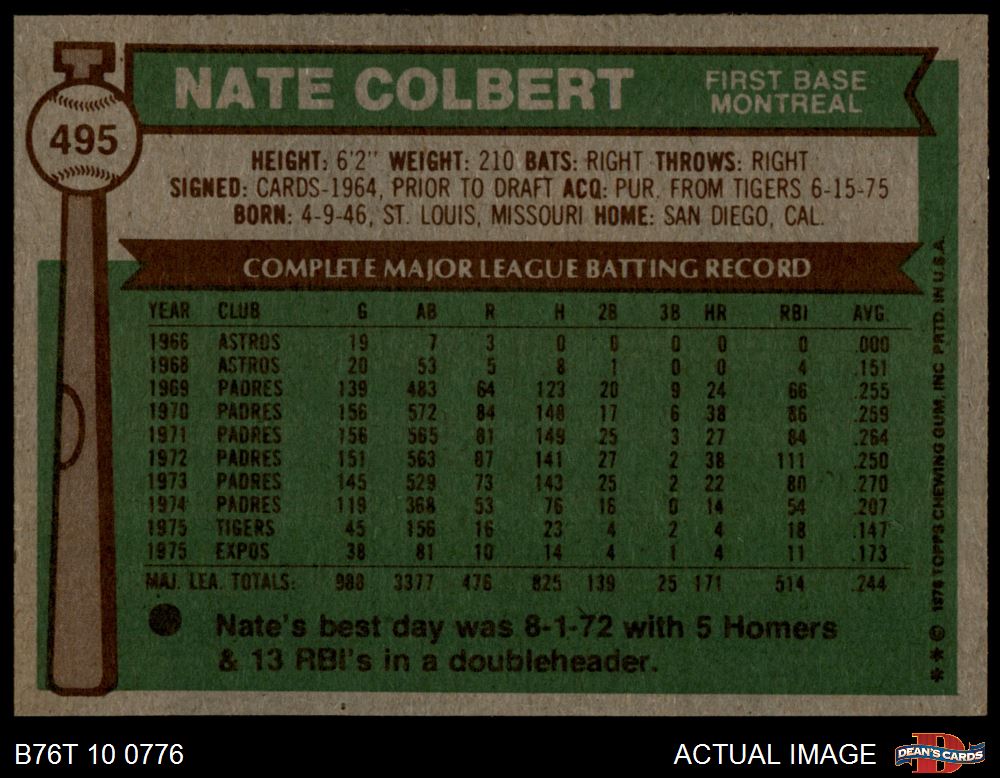 NATE COLBERT
FIRST BASE
MONTREAL
495
HEIGHT: 6'2" WEIGHT: 210 BATS: RIGHT THROWS: RIGHT
SIGNED: CARDS-1964, PRIOR TO DRAFT ACQ: PUR. FROM TIGERS 6-15-75
BORN: 4-9-46, ST. LOUIS, MISSOURI HOME: SAN DIEGO, CAL.
COMPLETE MAJOR LEAGUE BATTING RECORD
YEAR CLUB G AB R H 2B 3B HR RBI AVG.
1966 ASTROS 19 7 3 0 0 0 0 0 .000
1968 ASTROS 20 53 5 8 1 0 0 4 .151
1969 PADRES 139 483 64 123 20 9 24 66 .255
1970 PADRES 156 572 84 148 17 6 38 86 .259
1971 PADRES 156 565 81 149 25 3 27 84 .264
1972 PADRES 151 563 87 141 27 2 38 111 .250
1973 PADRES 145 529 73 143 25 2 22 80 .270
1974 PADRES 119 368 53 76 16 0 14 54 .207
1975 TIGERS 45 156 16 23 4 2 4 18 .147
1975 EXPOS 38 81 10 14 4 1 4 11 .173
MAJ. LEA. TOTALS: 988 3377 476 825 139 25 171 514 .244
Nate's best day was 8-1-72 with 5 Homers
& 13 RBI's in a doubleheader.
**© 1976 TOPPS CHEWING GUM, INC PRTD. IN U.S.A.
B76T 10 0776
ACTUAL IMAGE
DEAN'S CARDS